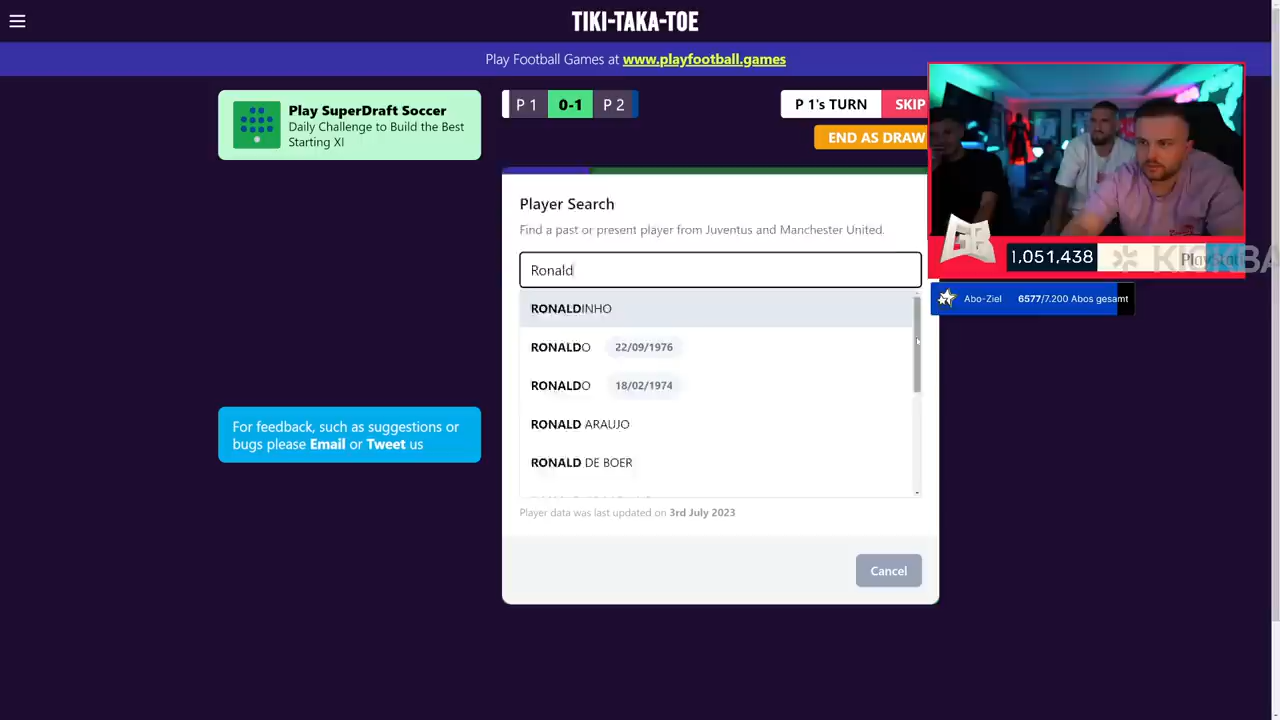 TIKI-TAKA-TOE
Play Football Games at www.playfootball.games
Play SuperDraft Soccer
Daily Challenge to Build the Best
Starting XI
P 1 0-1 P 2
P 1's TURN SKIP
END AS DRAW
Player Search
Find a past or present player from Juventus and Manchester United.
Ronald
RONALDINHO
RONALDO 22/09/1976
RONALDO 18/02/1974
RONALD ARAUJO
RONALD DE BOER
Player data was last updated on 3rd July 2023
Cancel
For feedback, such as suggestions or
bugs please Email or Tweet us
1,051,438
KICKBA
Abo-Ziel 6577/7.200 Abos gesamt